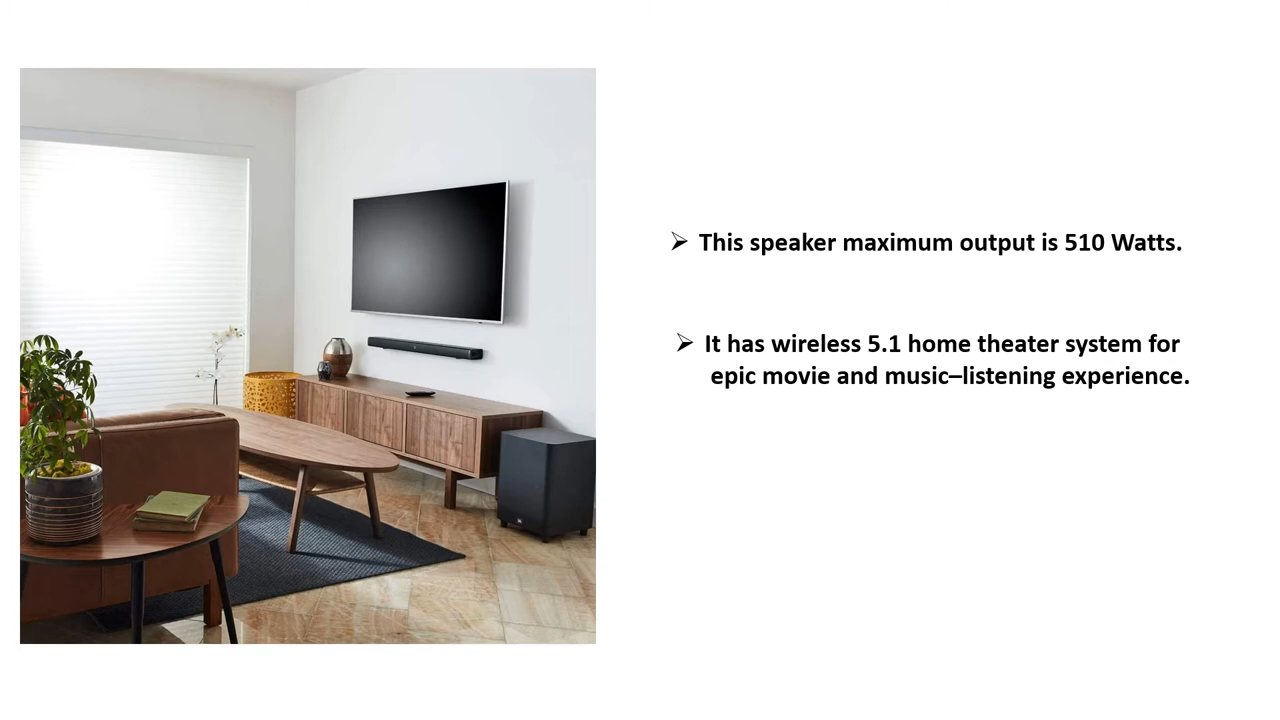 ➢ This speaker maximum output is 510 Watts.
➢ It has wireless 5.1 home theater system for
epic movie and music–listening experience.